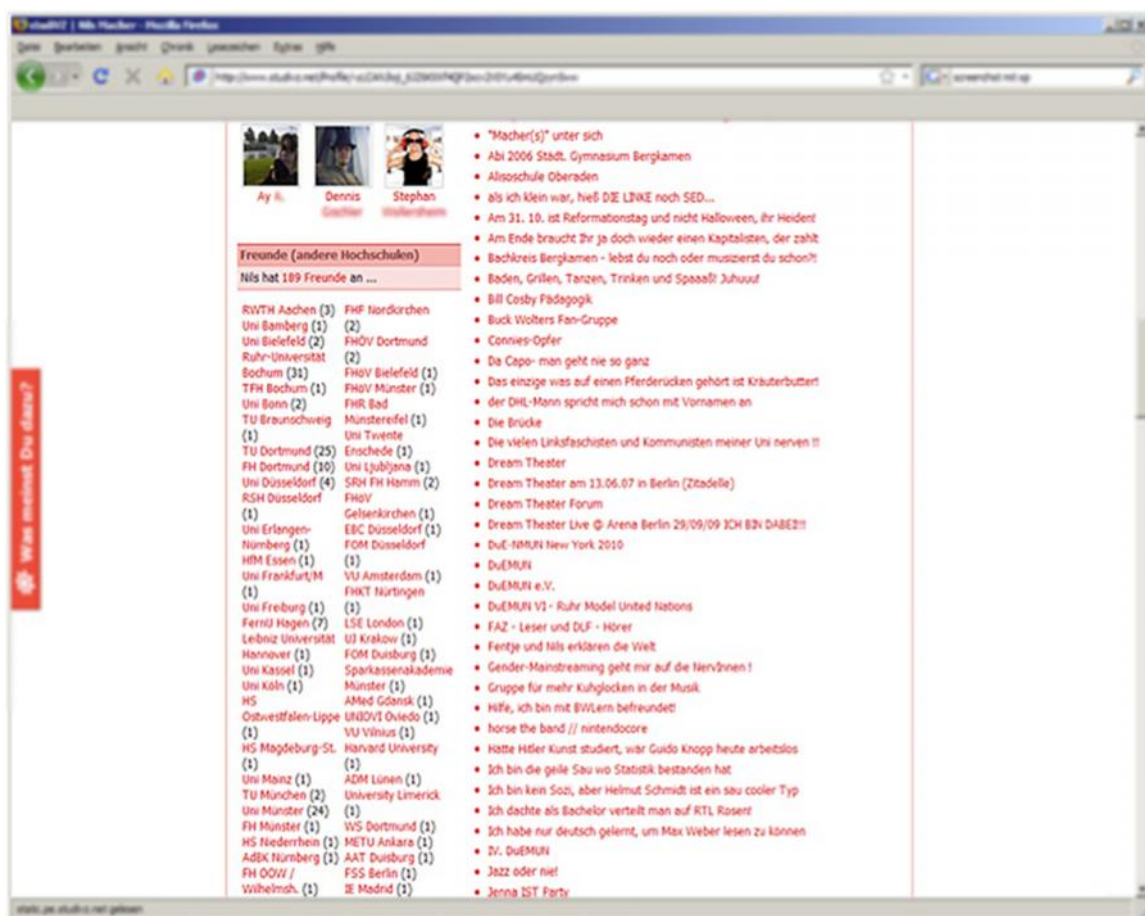 studiVZ | Nils Macher - Mozilla Firefox
Datei Bearbeiten Ansicht Chronik Lesezeichen Extras Hilfe
Ay
Dennis
Stephan
Freunde (andere Hochschulen)
Nils hat 189 Freunde an ...
RWTH Aachen (3)
Uni Bamberg (1)
Uni Bielefeld (2)
Ruhr-Universität
Bochum (31)
TFH Bochum (1)
Uni Bonn (2)
TU Braunschweig
(1)
TU Dortmund (25)
FH Dortmund (10)
Uni Düsseldorf (4)
RSH Düsseldorf
(1)
Uni Erlangen-
Nürnberg (1)
HfM Essen (1)
Uni Frankfurt/M
(1)
Uni Freiburg (1)
FernU Hagen (7)
Leibniz Universität
Hannover (1)
Uni Kassel (1)
Uni Köln (1)
HS
Ostwestfalen-Lippe
(1)
HS Magdeburg-St.
(1)
Uni Mainz (1)
TU München (2)
Uni Münster (24)
FH Münster (1)
HS Niederrhein (1)
AdBK Nürnberg (1)
FH OOW /
Wilhelmsh. (1)
FHF Nordkirchen
(2)
FHÖV Dortmund
(2)
FHöV Bielefeld (1)
FHöV Münster (1)
FHR Bad
Münstereifel (1)
Uni Twente
Enschede (1)
Uni Ljubljana (1)
SRH FH Hamm (2)
FHöV
Gelsenkirchen (1)
EBC Düsseldorf (1)
FOM Düsseldorf
(1)
VU Amsterdam (1)
FHKT Nürtingen
(1)
LSE London (1)
UJ Krakow (1)
FOM Duisburg (1)
Sparkassenakademie
Münster (1)
AMed Gdansk (1)
UNIOVI Oviedo (1)
VU Vilnius (1)
Harvard University
(1)
ADM Lünen (1)
University Limerick
(1)
WS Dortmund (1)
METU Ankara (1)
AAT Duisburg (1)
FSS Berlin (1)
IE Madrid (1)
"Macher(s)" unter sich
Abi 2006 Städt. Gymnasium Bergkamen
Alisoschule Oberaden
als ich klein war, hieß DIE LINKE noch SED...
Am 31. 10. ist Reformationstag und nicht Halloween, ihr Heiden!
Am Ende braucht Ihr ja doch wieder einen Kapitalisten, der zahlt
Bachkreis Bergkamen - lebst du noch oder musizierst du schon?!
Baden, Grillen, Tanzen, Trinken und Spaaaß! Juhuuu!
Bill Cosby Pädagogik
Buck Wolters Fan-Gruppe
Connies-Opfer
Da Capo- man geht nie so ganz
Das einzige was auf einen Pferderücken gehört ist Kräuterbutter!
der DHL-Mann spricht mich schon mit Vornamen an
Die Brücke
Die vielen Linksfaschisten und Kommunisten meiner Uni nerven !!
Dream Theater
Dream Theater am 13.06.07 in Berlin (Zitadelle)
Dream Theater Forum
Dream Theater Live @ Arena Berlin 29/09/09 ICH BIN DABEI!!!
DuE-NMUN New York 2010
DuEMUN
DuEMUN e.V.
DuEMUN VI - Ruhr Model United Nations
FAZ - Leser und DLF - Hörer
Fentje und Nils erklären die Welt
Gender-Mainstreaming geht mir auf die NervInnen !
Gruppe für mehr Kuhglocken in der Musik
Hilfe, ich bin mit BWLern befreundet!
horse the band // nintendocore
Hätte Hitler Kunst studiert, wär Guido Knopp heute arbeitslos
Ich bin die geile Sau wo Statistik bestanden hat
Ich bin kein Sozi, aber Helmut Schmidt ist ein sau cooler Typ
Ich dachte als Bachelor verteilt man auf RTL Rosen!
Ich habe nur deutsch gelernt, um Max Weber lesen zu können
IV. DuEMUN
Jazz oder nie!
Jenna IST Party
Was meinst Du dazu?